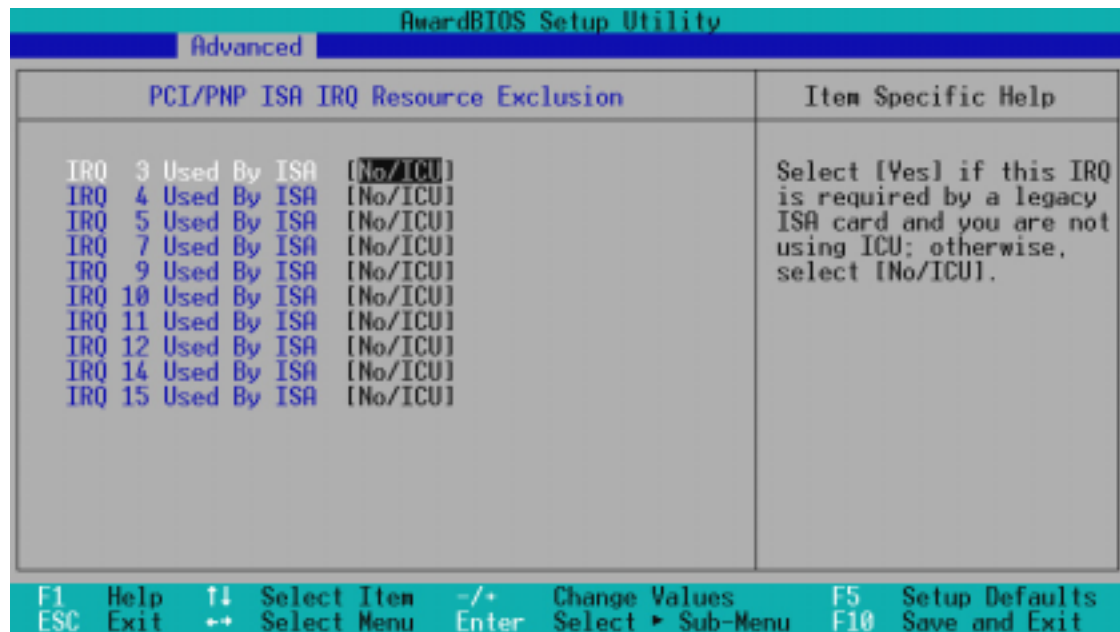 AwardBIOS Setup Utility
Advanced
PCI/PNP ISA IRQ Resource Exclusion
Item Specific Help
IRQ 3 Used By ISA [No/ICU]
IRQ 4 Used By ISA [No/ICU]
IRQ 5 Used By ISA [No/ICU]
IRQ 7 Used By ISA [No/ICU]
IRQ 9 Used By ISA [No/ICU]
IRQ 10 Used By ISA [No/ICU]
IRQ 11 Used By ISA [No/ICU]
IRQ 12 Used By ISA [No/ICU]
IRQ 14 Used By ISA [No/ICU]
IRQ 15 Used By ISA [No/ICU]
Select [Yes] if this IRQ
is required by a legacy
ISA card and you are not
using ICU; otherwise,
select [No/ICU].
F1 Help ↑↓ Select Item -/+ Change Values F5 Setup Defaults
ESC Exit ←→ Select Menu Enter Select ► Sub-Menu F10 Save and Exit